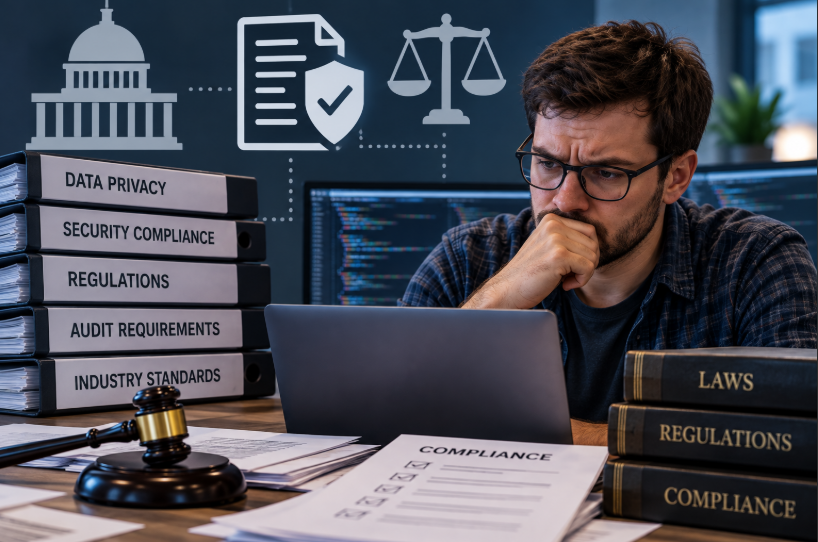 DATA PRIVACY
SECURITY COMPLIANCE
REGULATIONS
AUDIT REQUIREMENTS
INDUSTRY STANDARDS
COMPLIANCE
LAWS
REGULATIONS
COMPLIANCE